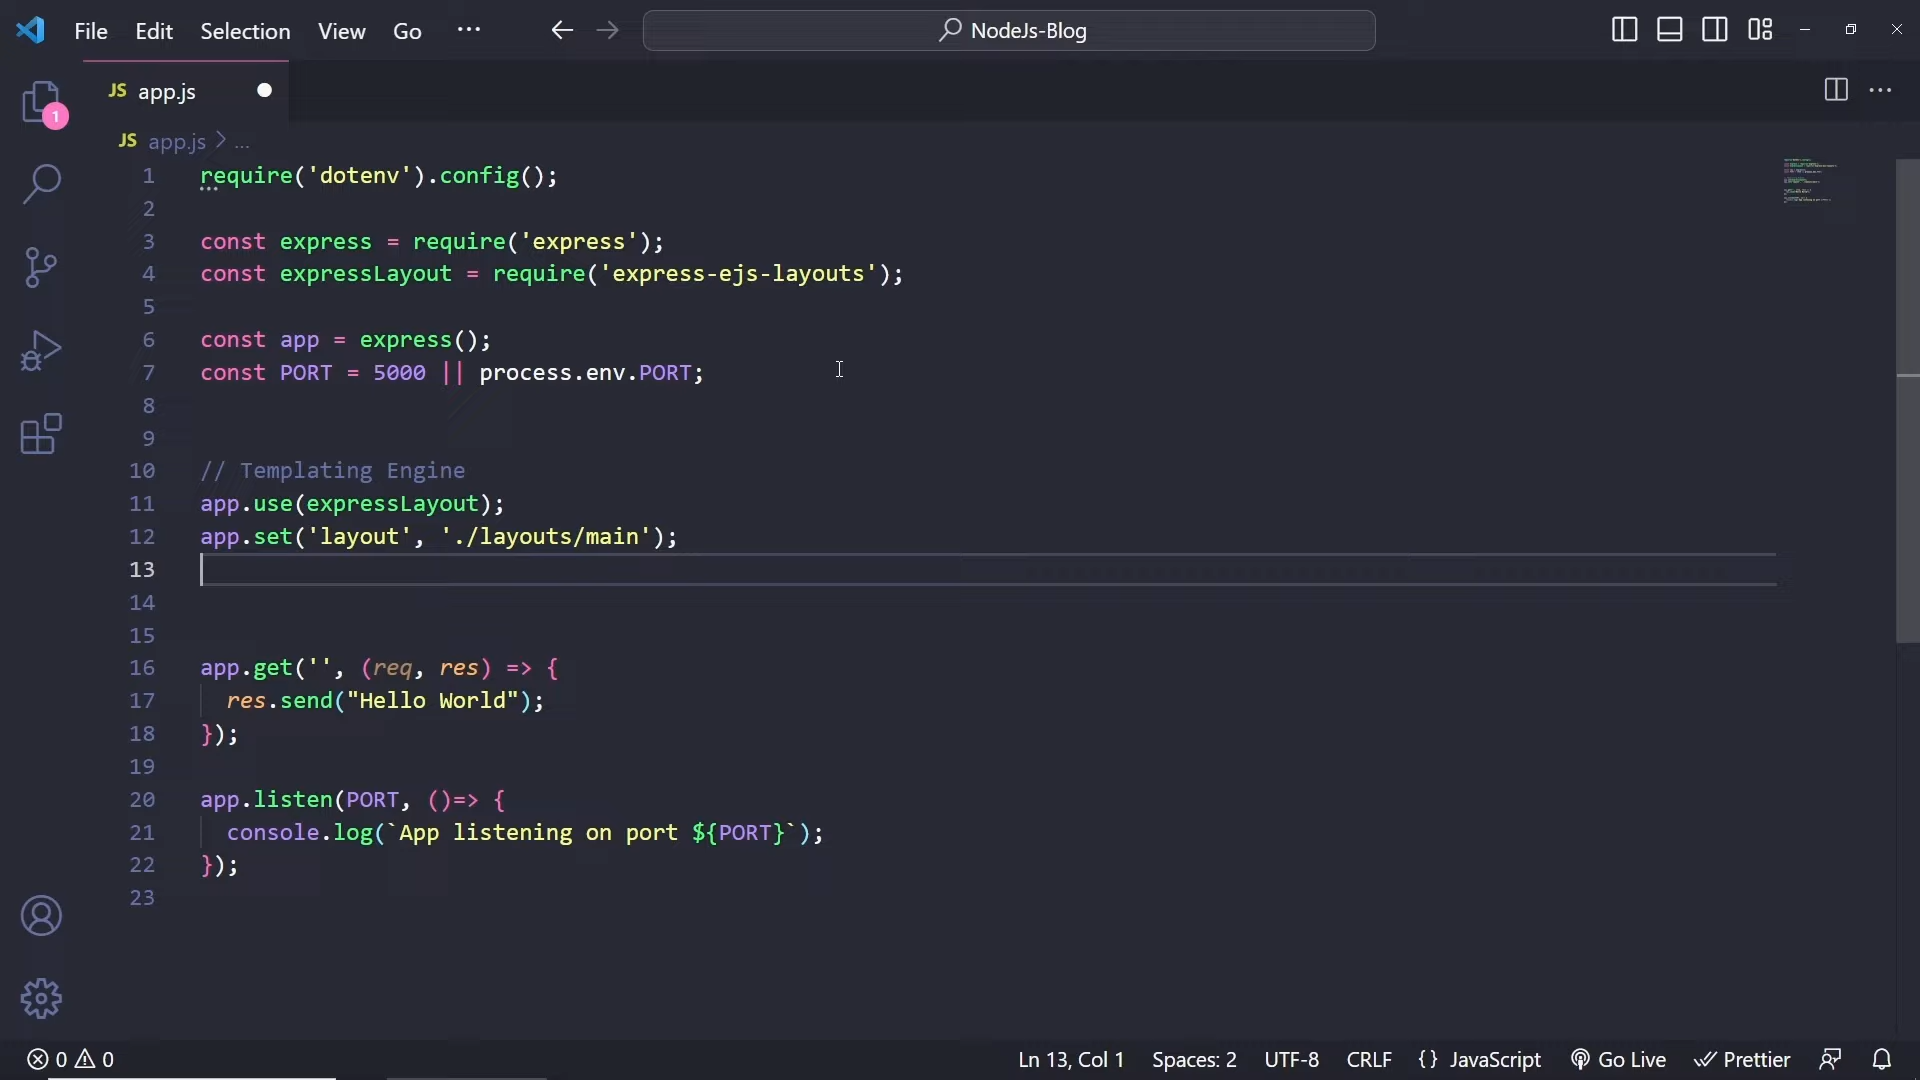 File Edit Selection View Go ... NodeJs-Blog
JS app.js
1
JS app.js > ...
1 require('dotenv').config();
2
3 const express = require('express');
4 const expressLayout = require('express-ejs-layouts');
5
6 const app = express();
7 const PORT = 5000 || process.env.PORT;
8
9
10 // Templating Engine
11 app.use(expressLayout);
12 app.set('layout', './layouts/main');
13
14
15
16 app.get('', (req, res) => {
17 res.send("Hello World");
18 });
19
20 app.listen(PORT, ()=> {
21 console.log(`App listening on port ${PORT}`);
22 });
23
0 0 Ln 13, Col 1 Spaces: 2 UTF-8 CRLF {} JavaScript Go Live Prettier